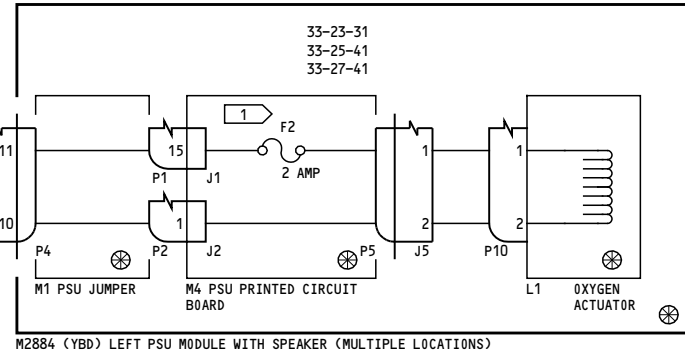 33-23-31
33-25-41
33-27-41
1
F2
11
15
1
1
P1
J1
2 AMP
10
1
2
2
P4
P2
J2
P5
J5
P10
M1 PSU JUMPER
M4 PSU PRINTED CIRCUIT
BOARD
L1
OXYGEN
ACTUATOR
M2884 (YBD) LEFT PSU MODULE WITH SPEAKER (MULTIPLE LOCATIONS)